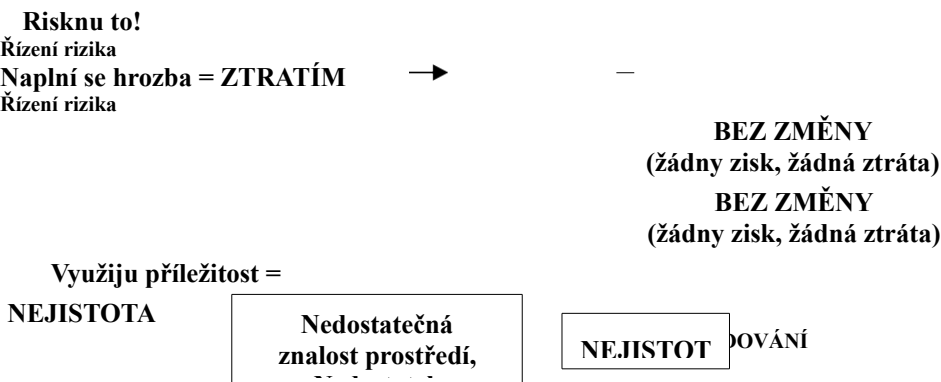 Risknu to!
Řízení rizika
Naplní se hrozba = ZTRATÍM
Řízení rizika
BEZ ZMĚNY
(žádny zisk, žádná ztráta)
BEZ ZMĚNY
(žádny zisk, žádná ztráta)
Využiju příležitost =
NEJISTOTA
Nedostatečná
znalost prostředí,
NEJISTOT